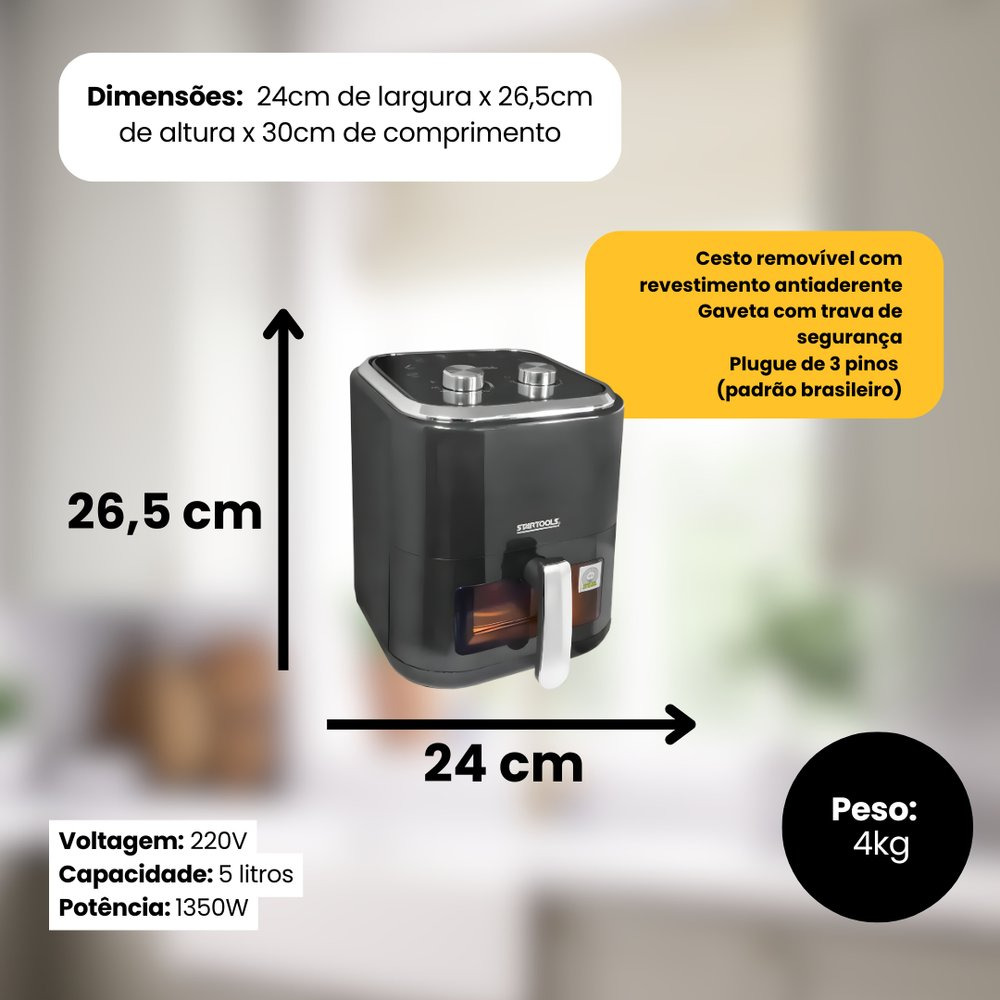 Dimensões: 24cm de largura x 26,5cm
de altura x 30cm de comprimento
Cesto removível com
revestimento antiaderente
Gaveta com trava de
segurança
Plugue de 3 pinos
(padrão brasileiro)
26,5 cm
STARTOOLS
24 cm
Peso:
4kg
Voltagem: 220V
Capacidade: 5 litros
Potência: 1350W